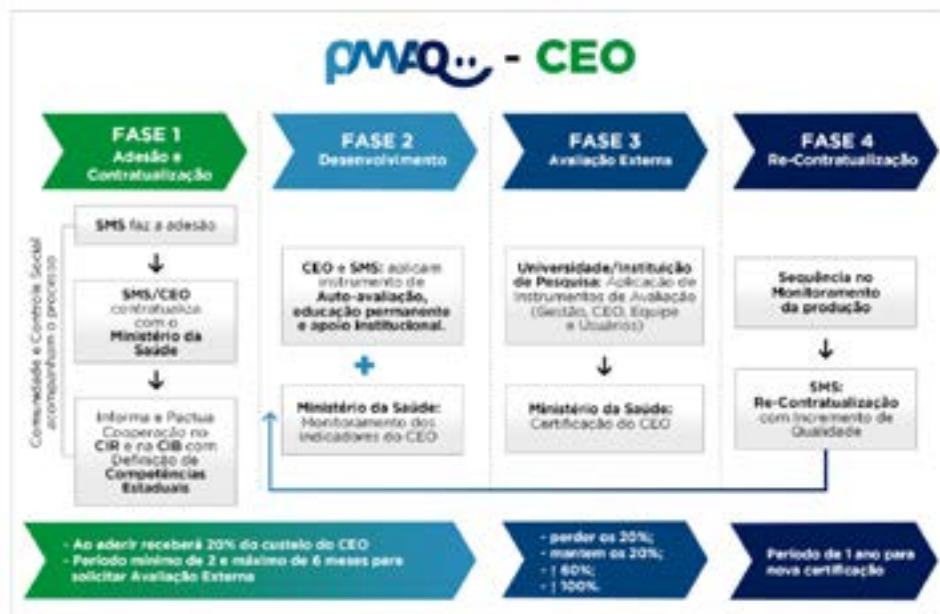 PMAQ - CEO
FASE 1
Adesão e
Contratualização
FASE 2
Desenvolvimento
FASE 3
Avaliação Externa
FASE 4
Re-Contratualização
Comunidade e Controle Social
acompanham o processo
SMS faz a adesão
SMS/CEO
contratualiza
com o
Ministério da
Saúde
Informa e Pactua
Cooperação no
CIR e na CIB com
Definição de
Competências
Estaduais
CEO e SMS: aplicam
instrumento de
Auto-avaliação,
educação permanente
e apoio institucional.
+
Ministério da Saúde:
Monitoramento dos
indicadores do CEO
Universidade/Instituição
de Pesquisa: Aplicação de
Instrumentos de Avaliação
(Gestão, CEO, Equipe
e Usuários)
Ministério da Saúde:
Certificação do CEO
Sequência no
Monitoramento
da produção
SMS:
Re-Contratualização
com Incremento de
Qualidade
- Ao aderir receberá 20% do custeio do CEO
- Período mínimo de 2 e máximo de 6 meses para
solicitar Avaliação Externa
- perder os 20%;
- mantem os 20%;
- ↑ 60%;
- ↑ 100%.
Período de 1 ano para
nova certificação